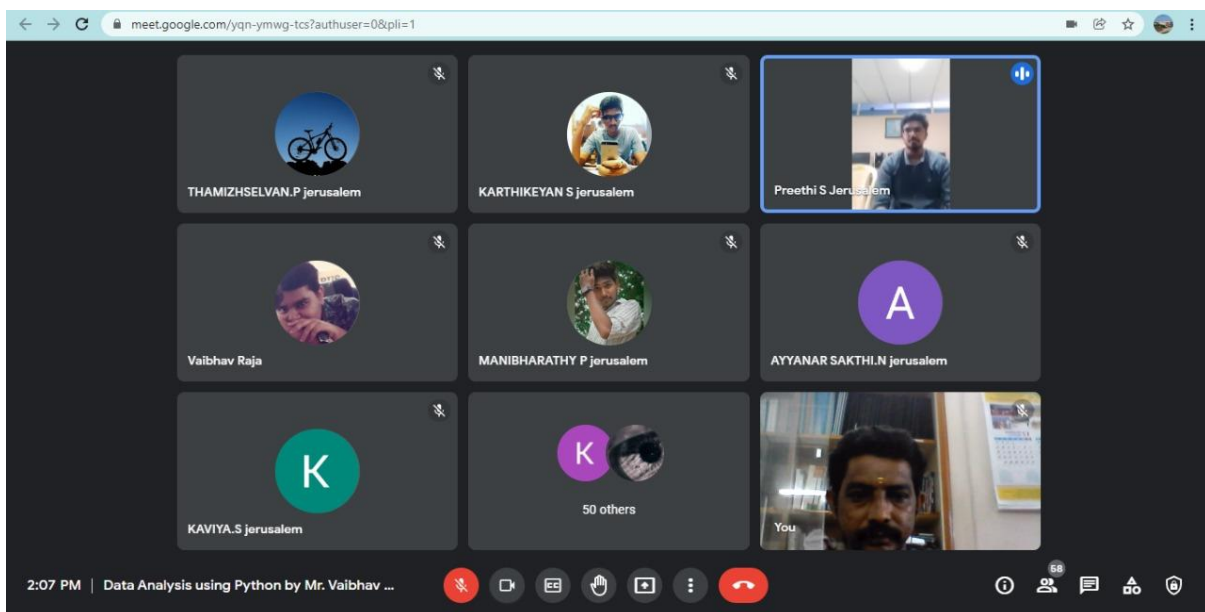 meet.google.com/yqn-ymwg-tcs?authuser=0&pli=1
THAMIZHSELVAN.P jerusalem
KARTHIKEYAN S jerusalem
Preethi S Jerusalem
Vaibhav Raja
MANIBHARATHY P jerusalem
A
AYYANAR SAKTHI.N jerusalem
K
KAVIYA.S jerusalem
K
50 others
You
2:07 PM | Data Analysis using Python by Mr. Vaibhav ...
CC
58